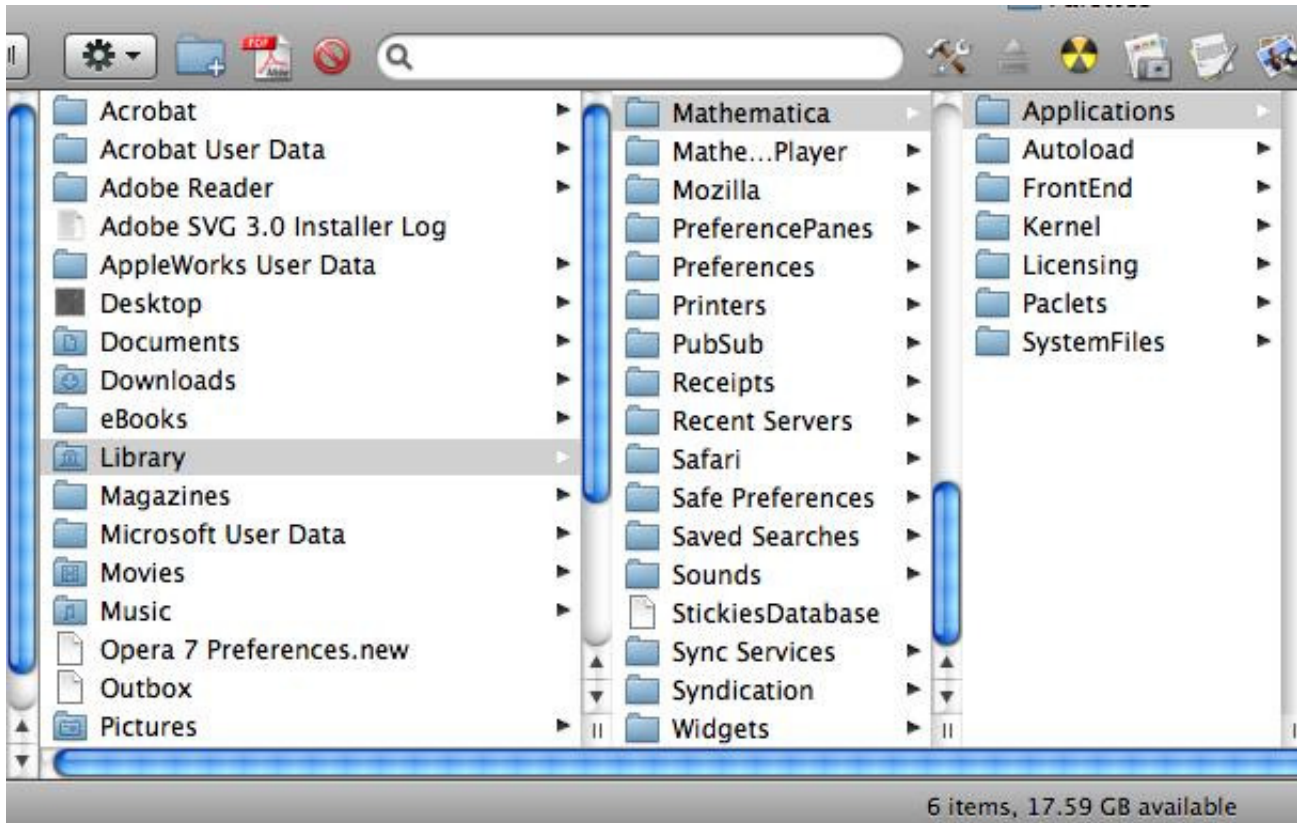 Acrobat
Acrobat User Data
Adobe Reader
Adobe SVG 3.0 Installer Log
AppleWorks User Data
Desktop
Documents
Downloads
eBooks
Library
Magazines
Microsoft User Data
Movies
Music
Opera 7 Preferences.new
Outbox
Pictures
Mathematica
Mathe...Player
Mozilla
PreferencePanes
Preferences
Printers
PubSub
Receipts
Recent Servers
Safari
Safe Preferences
Saved Searches
Sounds
StickiesDatabase
Sync Services
Syndication
Widgets
Applications
Autoload
FrontEnd
Kernel
Licensing
Paclets
SystemFiles
6 items, 17.59 GB available